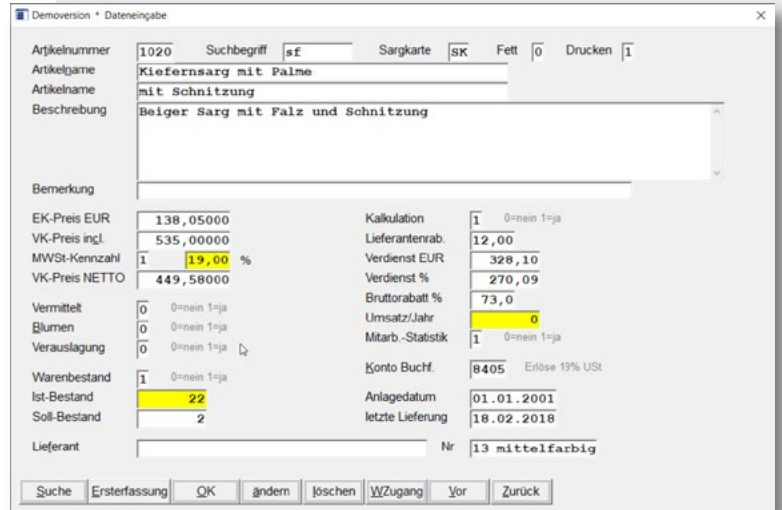 Demoversion * Dateneingabe
Artikelnummer 1020 Suchbegriff sf Sargkarte SK Fett 0 Drucken 1
Artikelname Kiefernsarg mit Palme
Artikelname mit Schnitzung
Beschreibung Beiger Sarg mit Falz und Schnitzung
Bemerkung
EK-Preis EUR 138,05000 Kalkulation 1 0=nein 1=ja
VK-Preis incl. 535,00000 Lieferantenrab. 12,00
MWSt-Kennzahl 1 19,00 % Verdienst EUR 328,10
VK-Preis NETTO 449,58000 Verdienst % 270,09
Bruttorabatt % 73,0
Vermittelt 0 0=nein 1=ja
Umsatz/Jahr 0
Blumen 0 0=nein 1=ja
Mitarb.-Statistik 1 0=nein 1=ja
Verauslagung 0 0=nein 1=ja
Konto Buchf. 8405 Erlöse 19% USt
Warenbestand 1 0=nein 1=ja
Ist-Bestand 22 Anlagedatum 01.01.2001
Soll-Bestand 2 letzte Lieferung 18.02.2018
Lieferant Nr 13 mittelfarbig
Suche Ersterfassung OK ändern löschen WZugang Vor Zurück